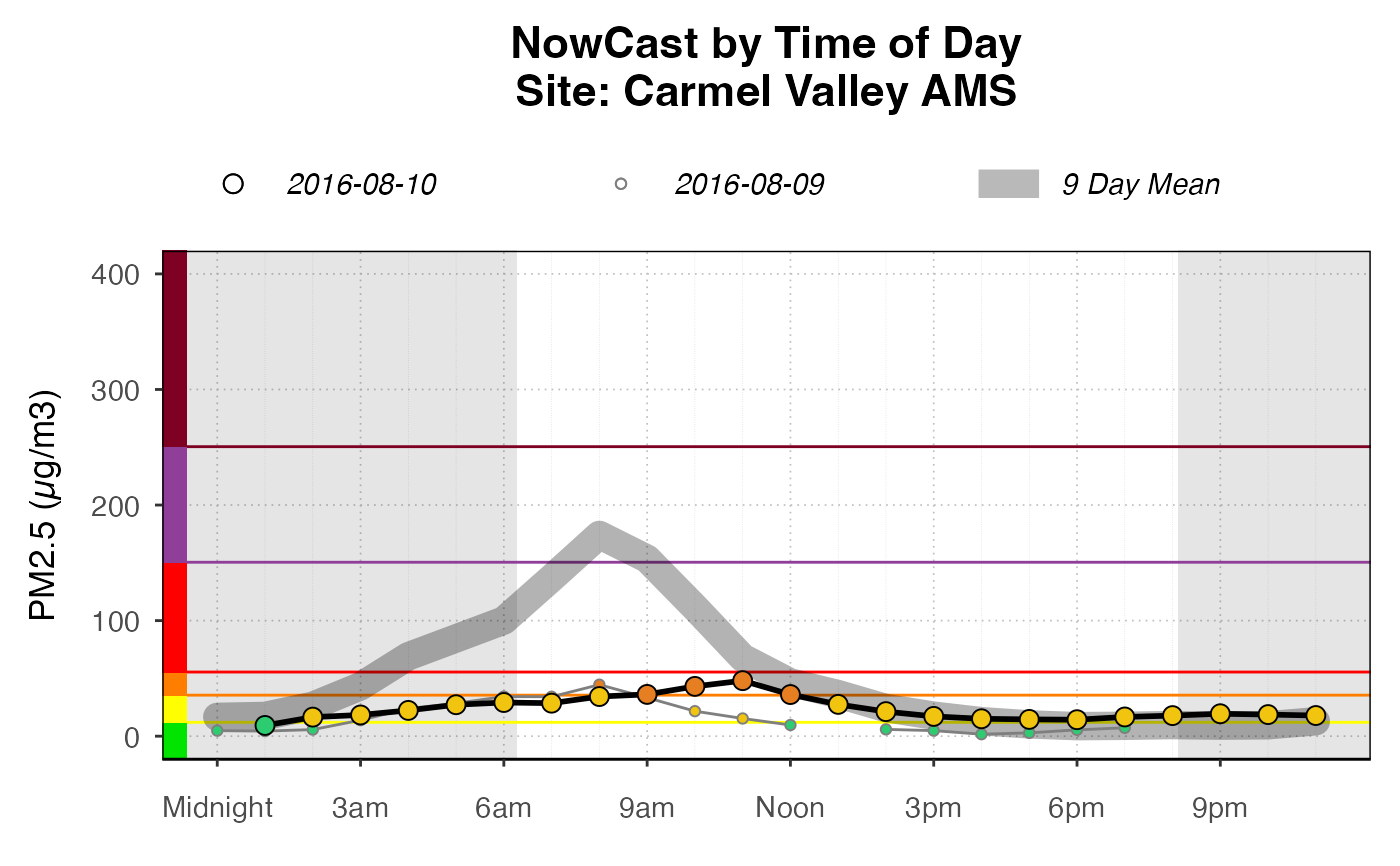 NowCast by Time of Day
Site: Carmel Valley AMS
2016-08-10 2016-08-09 9 Day Mean
PM2.5 (µg/m3)
400
300
200
100
0
Midnight 3am 6am 9am Noon 3pm 6pm 9pm